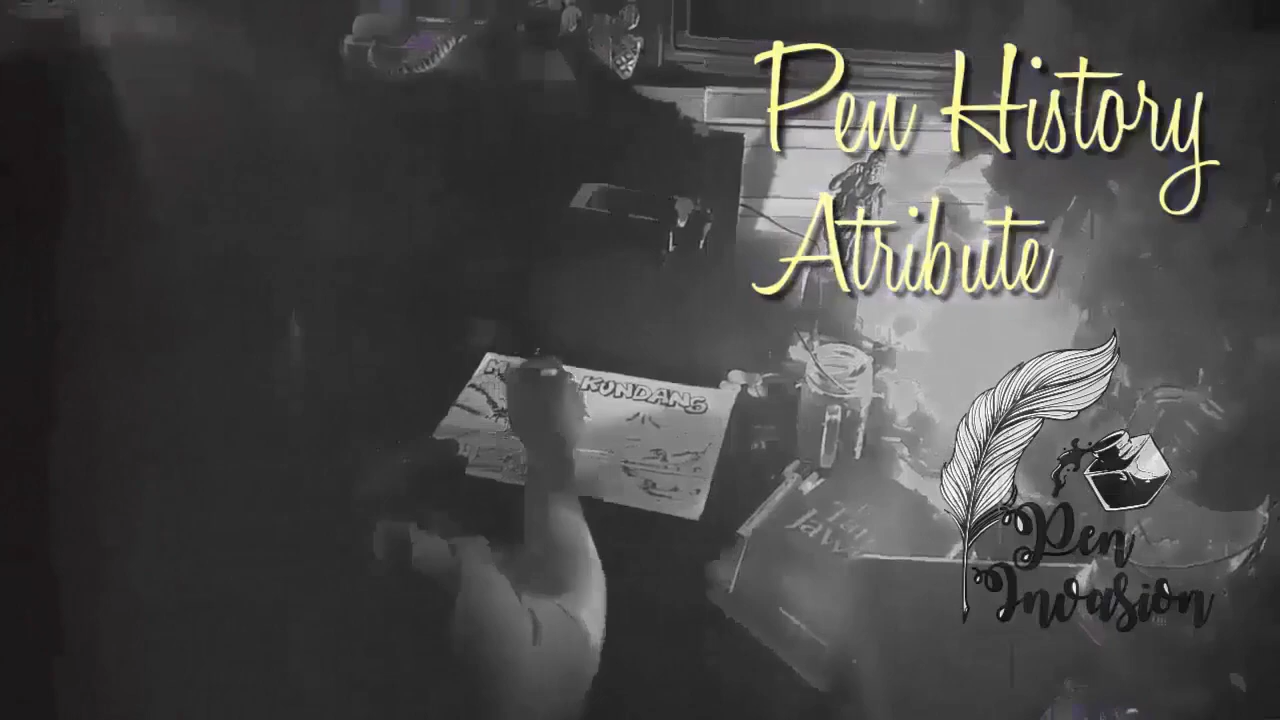 Pen History
Atribute
KUNDANG
Pen
Invasion